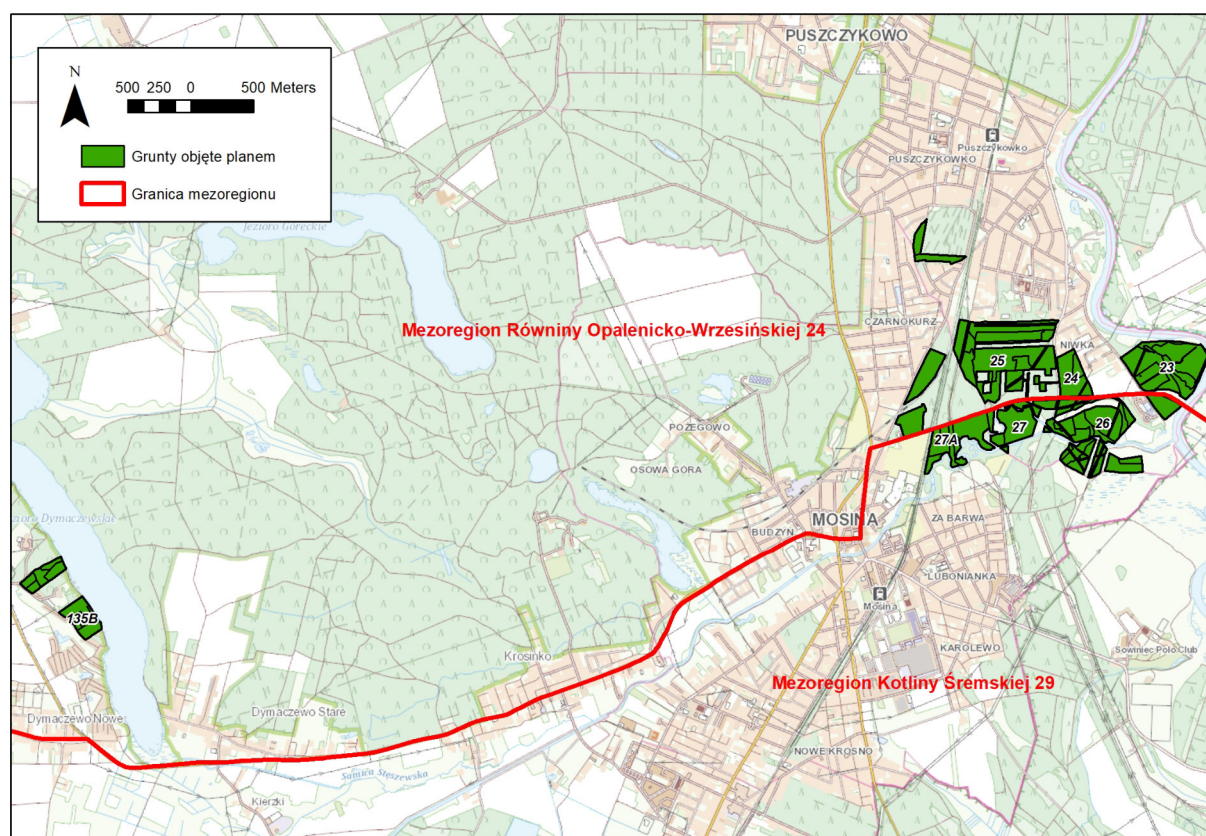 PUSZCZYKOWO
N
500 250 0 500 Meters
Grunty objęte planem
Granica mezoregionu
Puszczykówko
PUSZCZYKÓWKO
Jezioro Góreckie
Mezoregion Równiny Opalenicko-Wrzesińskiej 24
CZARNOKURZ
NIWKA
25
24
23
27
26
27A
POŻEGOWO
OSOWA GÓRA
MOSINA
BUDZYŃ
ZA BARWĄ
LUBONIANKA
Mosina
KAROLEWO
Sowiniec Polo Club
135B
Krosinko
Mezoregion Kotliny Śremskiej 29
Dymaczewo Nowe
Dymaczewo Stare
NOWE KROSNO
Samica Stęszewska
Kierzki